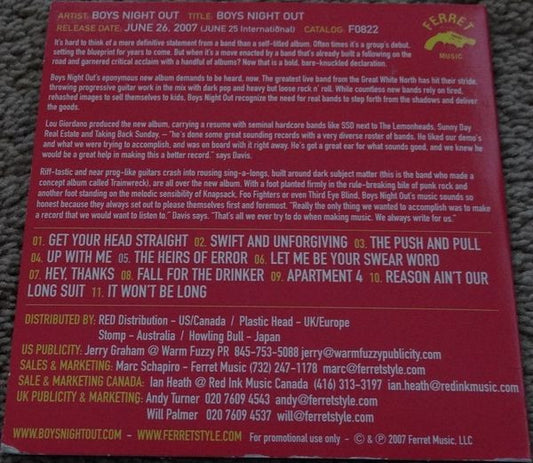 ARTIST: BOYS NIGHT OUT TITLE: BOYS NIGHT OUT
RELEASE DATE: JUNE 26, 2007 (JUNE 25 International) CATALOG: F0822
FERRET
MUSIC
It's hard to think of a more definitive statement from a band than a self-titled album. Often times it's a group's debut,
setting the blueprint for years to come. But when it's a move enacted by a band that's already built a following on the
road and garnered critical acclaim with a handful of albums? Now that is a bold, bare-knuckled declaration.
Boys Night Out's eponymous new album demands to be heard, now. The greatest live band from the Great White North has hit their stride,
throwing progressive guitar work in the mix with dark pop and heavy but loose rock n' roll. While countless new bands rely on tired,
rehashed images to sell themselves to kids, Boys Night Out recognize the need for real bands to step forth from the shadows and deliver
the goods.
Lou Giordano produced the new album, carrying a resume with seminal hardcore bands like SSD next to The Lemonheads, Sunny Day
Real Estate and Taking Back Sunday, – "he's done some great sounding records with a very diverse roster of bands. He liked our demo's
and what we were trying to accomplish, and was on board with it right away. He's got a great ear for what sounds good, and we knew he
would be a great help in making this a better record." says Davis.
Riff-tastic and near prog-like guitars crash into rousing sing-a-longs, built around dark subject matter (this is the band who made a
concept album called Trainwreck), are all over the new album. With a foot planted firmly in the rule-breaking bile of punk rock and
another foot standing on the melodic sensibility of Knapsack, Foo Fighters or even Third Eye Blind, Boys Night Out's music sounds so
honest because they always set out to please themselves first and foremost. "Really the only thing we wanted to accomplish was to make
a record that we would want to listen to." Davis says. "That's all we ever try to do when making music. We always write for us."
01. GET YOUR HEAD STRAIGHT 02. SWIFT AND UNFORGIVING 03. THE PUSH AND PULL
04. UP WITH ME 05. THE HEIRS OF ERROR 06. LET ME BE YOUR SWEAR WORD
07. HEY, THANKS 08. FALL FOR THE DRINKER 09. APARTMENT 4 10. REASON AIN'T OUR
LONG SUIT 11. IT WON'T BE LONG
DISTRIBUTED BY: RED Distribution - US/Canada / Plastic Head - UK/Europe
Stomp - Australia / Howling Bull - Japan
US PUBLICITY: Jerry Graham @ Warm Fuzzy PR 845-753-5088 jerry@warmfuzzypublicity.com
SALES & MARKETING: Marc Schapiro - Ferret Music (732) 247-1178 marc@ferretstyle.com
SALE & MARKETING CANADA: Ian Heath @ Red Ink Music Canada (416) 313-3197 ian.heath@redinkmusic.com
UK PUBLICITY & MARKETING: Andy Turner 020 7609 4543 andy@ferretstyle.com
Will Palmer 020 7609 4537 will@ferretstyle.com
WWW.BOYSNIGHTOUT.COM - WWW.FERRETSTYLE.COM For promotional use only - © & ℗ 2007 Ferret Music, LLC